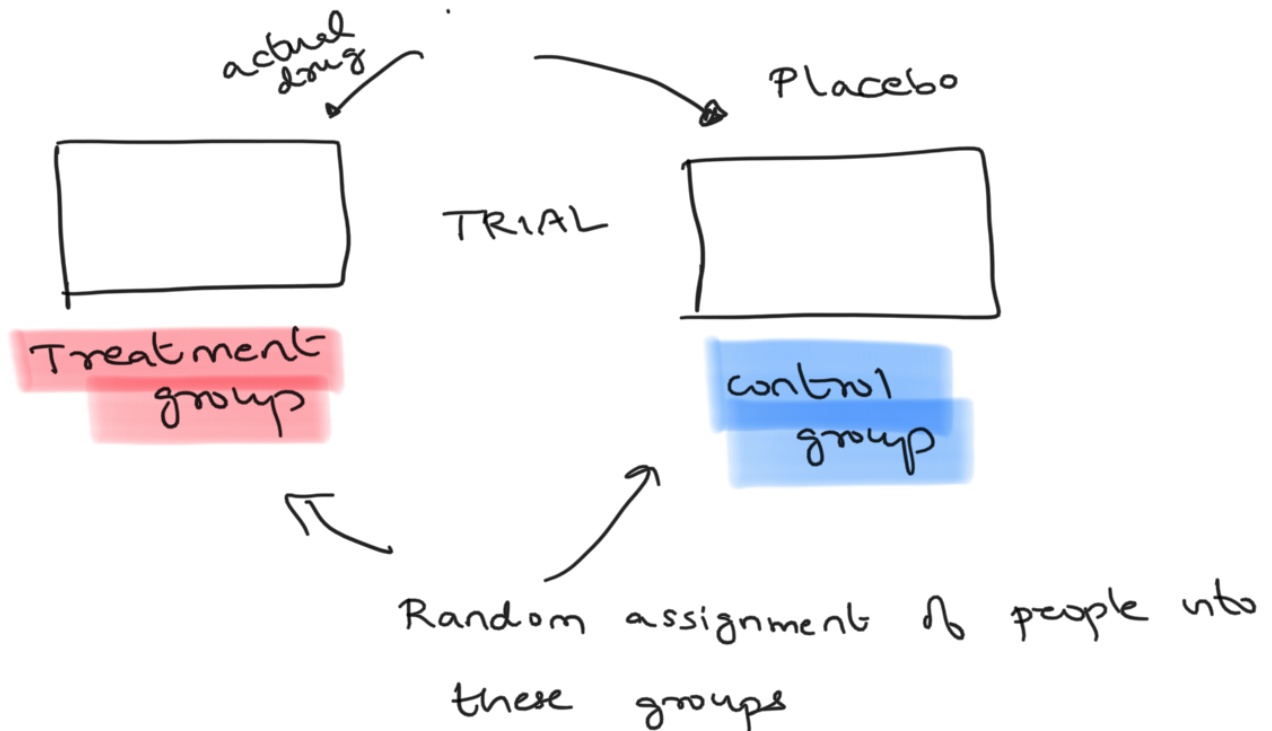 actual
drug
Placebo
TRIAL
Treatment
group
control
group
Random assignment of people into
these groups